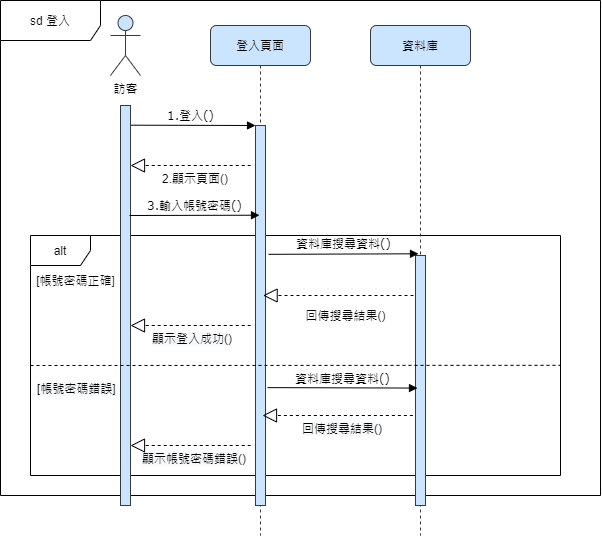 sd 登入
訪客
登入頁面
資料庫
1.登入()
2.顯示頁面()
3.輸入帳號密碼()
alt
[帳號密碼正確]
資料庫搜尋資料()
回傳搜尋結果()
顯示登入成功()
[帳號密碼錯誤]
資料庫搜尋資料()
回傳搜尋結果()
顯示帳號密碼錯誤()